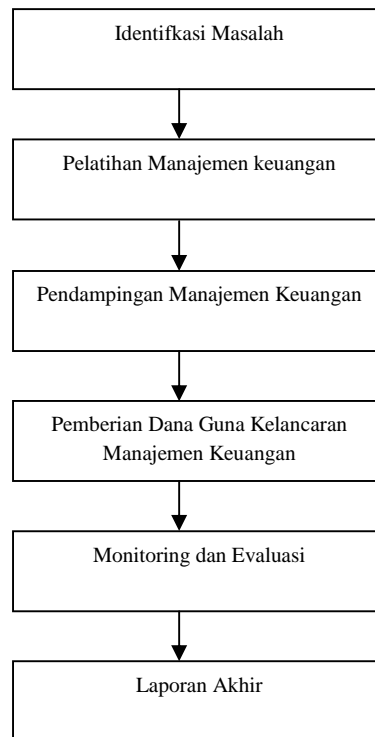 Identifkasi Masalah
Pelatihan Manajemen keuangan
Pendampingan Manajemen Keuangan
Pemberian Dana Guna Kelancaran
Manajemen Keuangan
Monitoring dan Evaluasi
Laporan Akhir